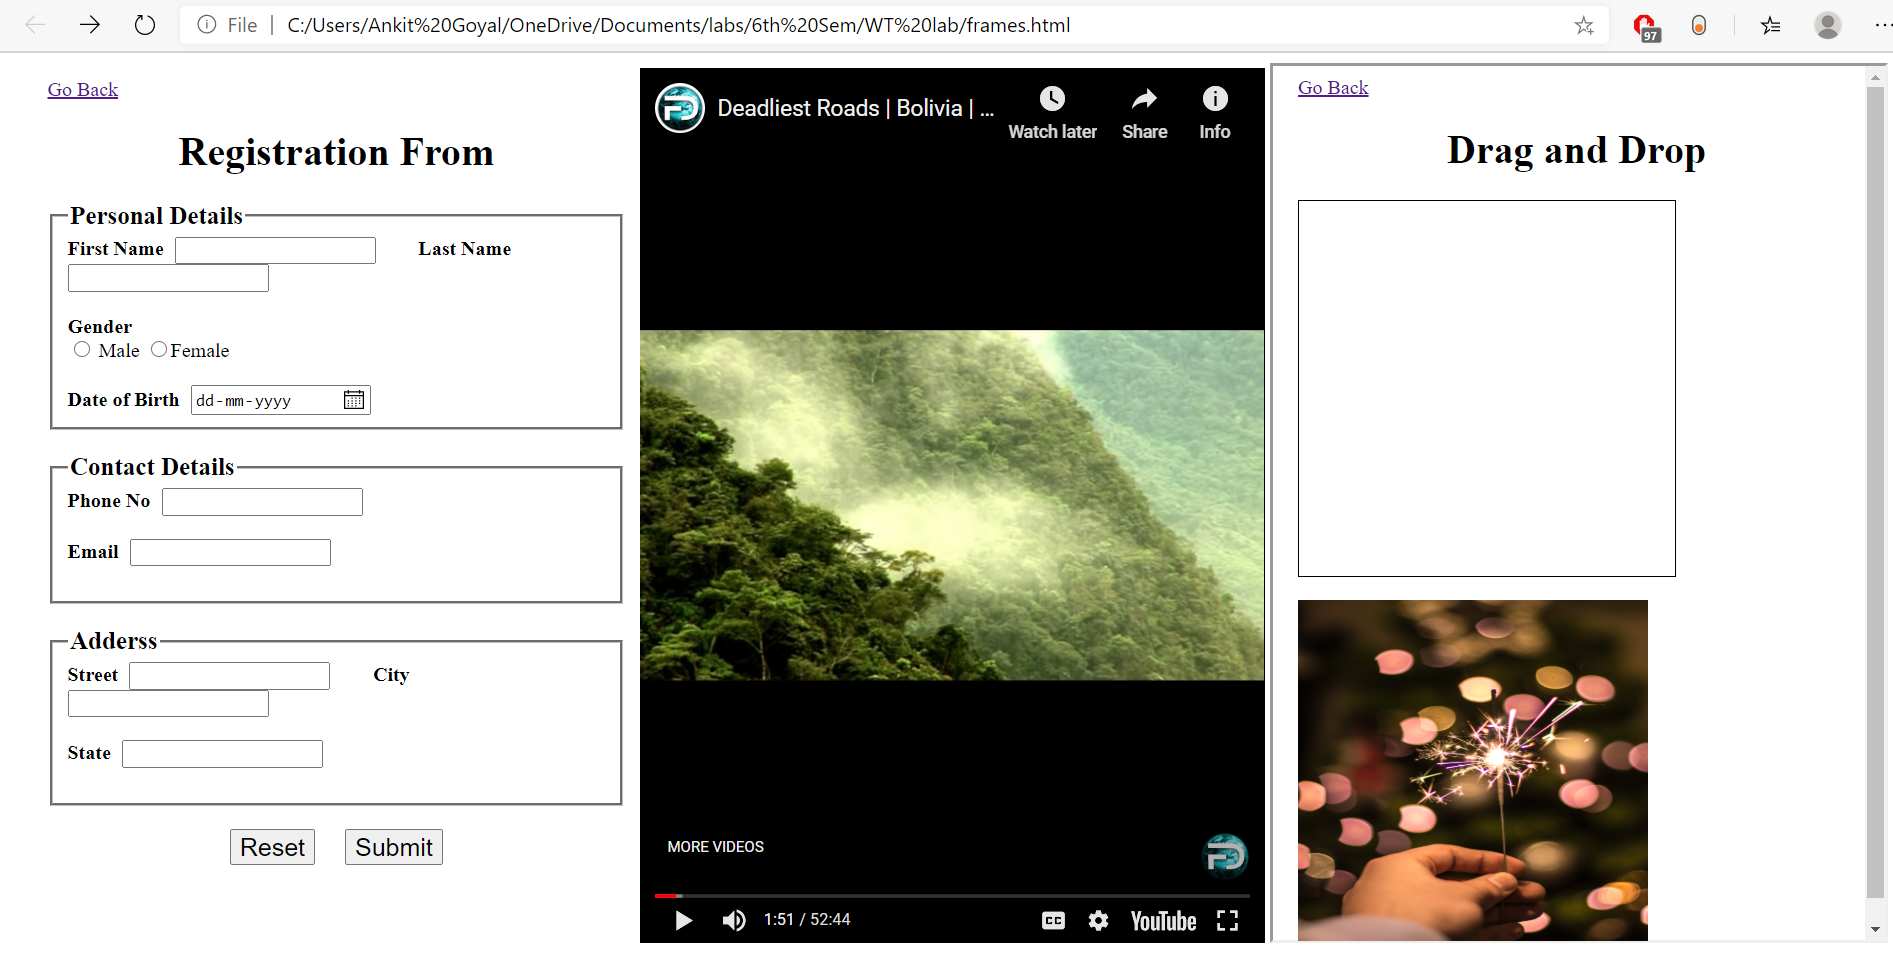 File | C:/Users/Ankit%20Goyal/OneDrive/Documents/labs/6th%20Sem/WT%20lab/frames.html
97
Go Back
Registration From
Personal Details
First Name Last Name
Gender
Male Female
Date of Birth dd-mm-yyyy
Contact Details
Phone No
Email
Adderss
Street City
State
Reset Submit
Deadliest Roads | Bolivia | ...
Watch later Share Info
MORE VIDEOS
1:51 / 52:44
CC YouTube
Go Back
Drag and Drop